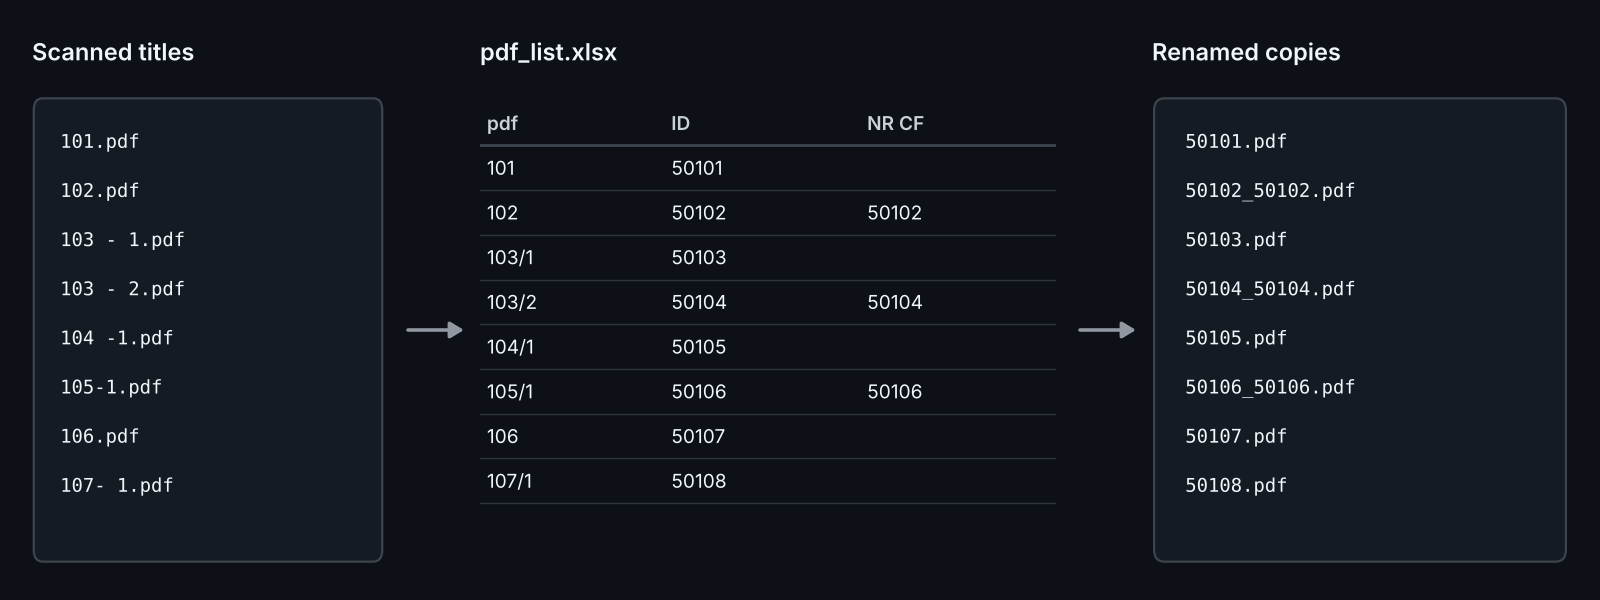 Scanned titles
101.pdf
102.pdf
103 - 1.pdf
103 - 2.pdf
104 -1.pdf
105-1.pdf
106.pdf
107- 1.pdf
pdf_list.xlsx
pdf ID NR CF
101 50101
102 50102 50102
103/1 50103
103/2 50104 50104
104/1 50105
105/1 50106 50106
106 50107
107/1 50108
Renamed copies
50101.pdf
50102_50102.pdf
50103.pdf
50104_50104.pdf
50105.pdf
50106_50106.pdf
50107.pdf
50108.pdf